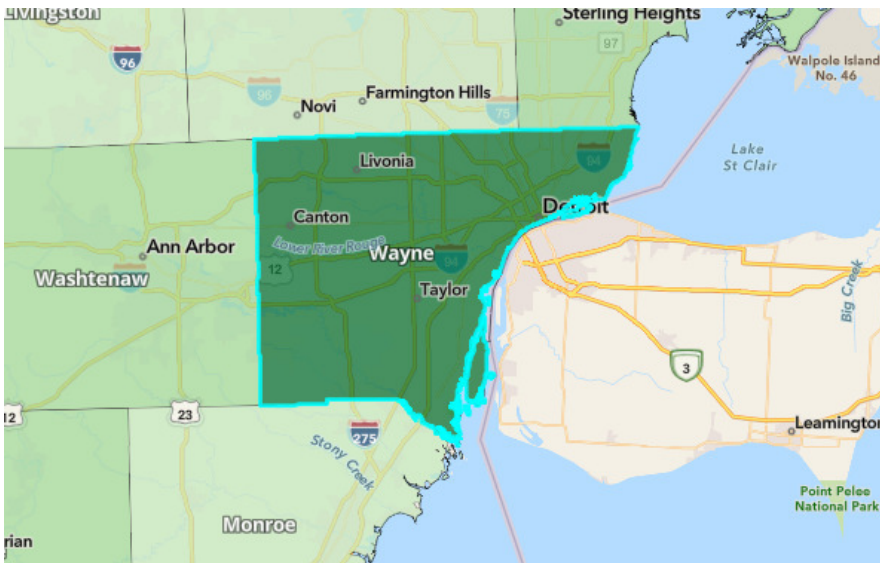 Livingston
Sterling Heights
97
96
Walpole Island
No. 46
96
Farmington Hills
Novi
75
Lake
St Clair
Livonia
94
Detroit
Canton
Ann Arbor
Lower River Rouge
Wayne
94
12
Washtenaw
Taylor
Big Creek
3
12
23
275
Leamington
Stony Creek
Point Pelee
National Park
Monroe
rian